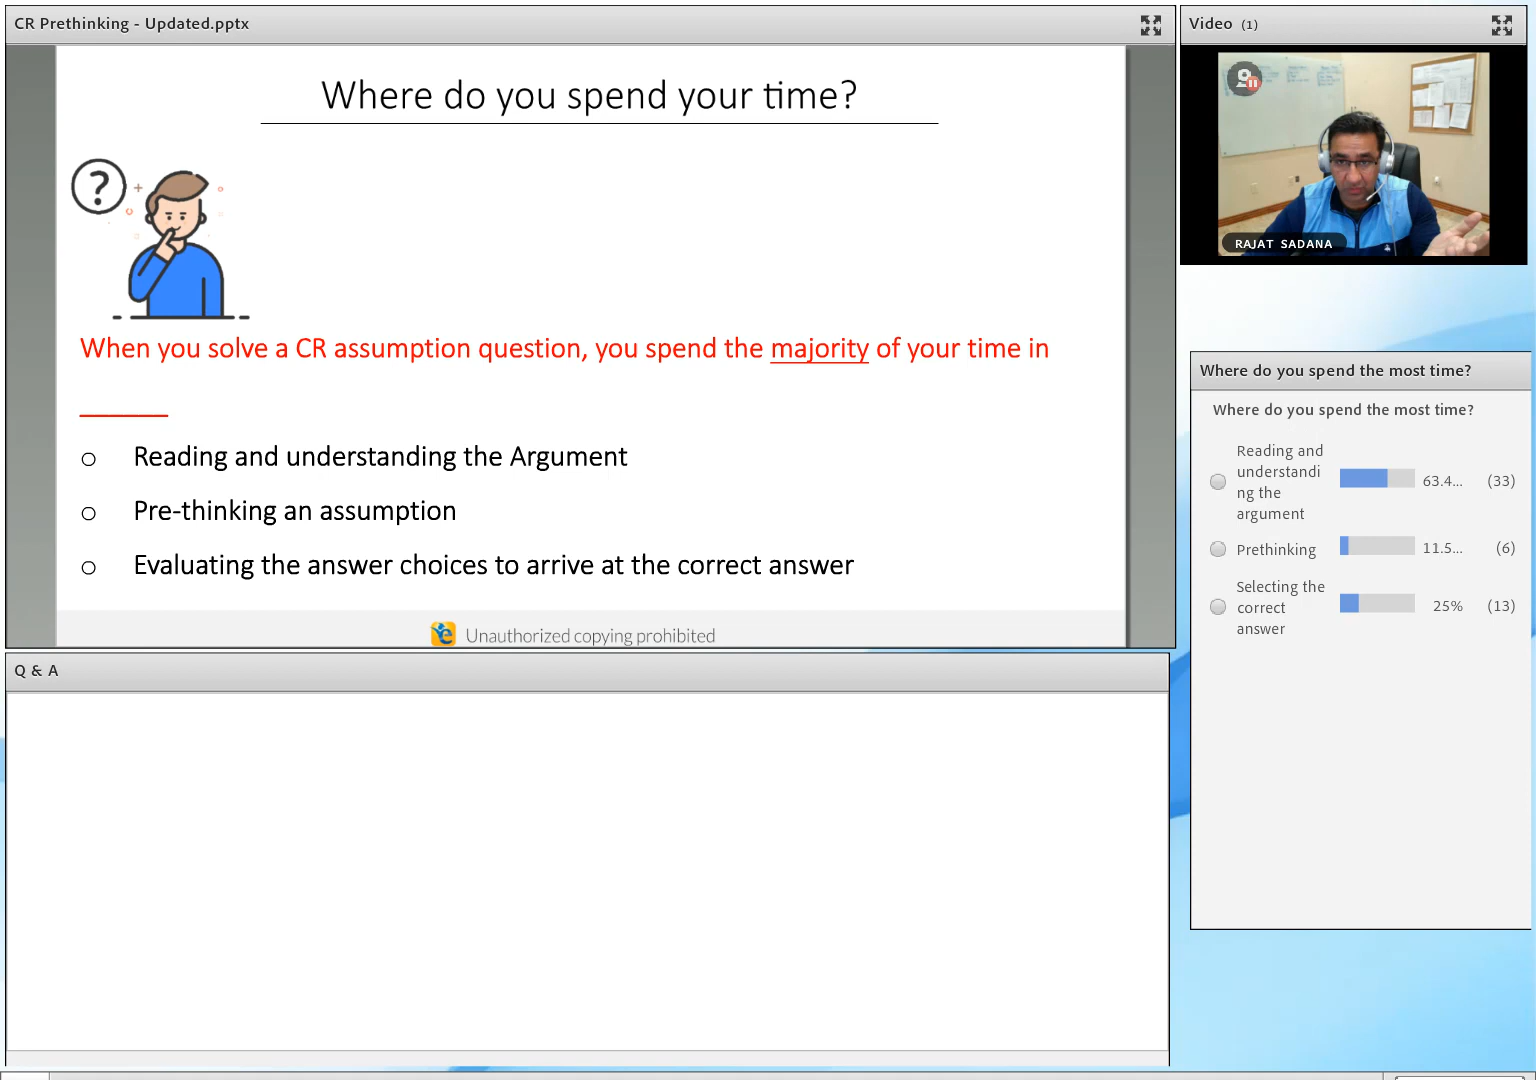 CR Prethinking - Updated.pptx
Where do you spend your time?
?
When you solve a CR assumption question, you spend the majority of your time in
______
o Reading and understanding the Argument
o Pre-thinking an assumption
o Evaluating the answer choices to arrive at the correct answer
Unauthorized copying prohibited
Q & A
Video (1)
RAJAT SADANA
Where do you spend the most time?
Where do you spend the most time?
Reading and
understandi
ng the
argument
63.4... (33)
Prethinking 11.5... (6)
Selecting the
correct
answer
25% (13)